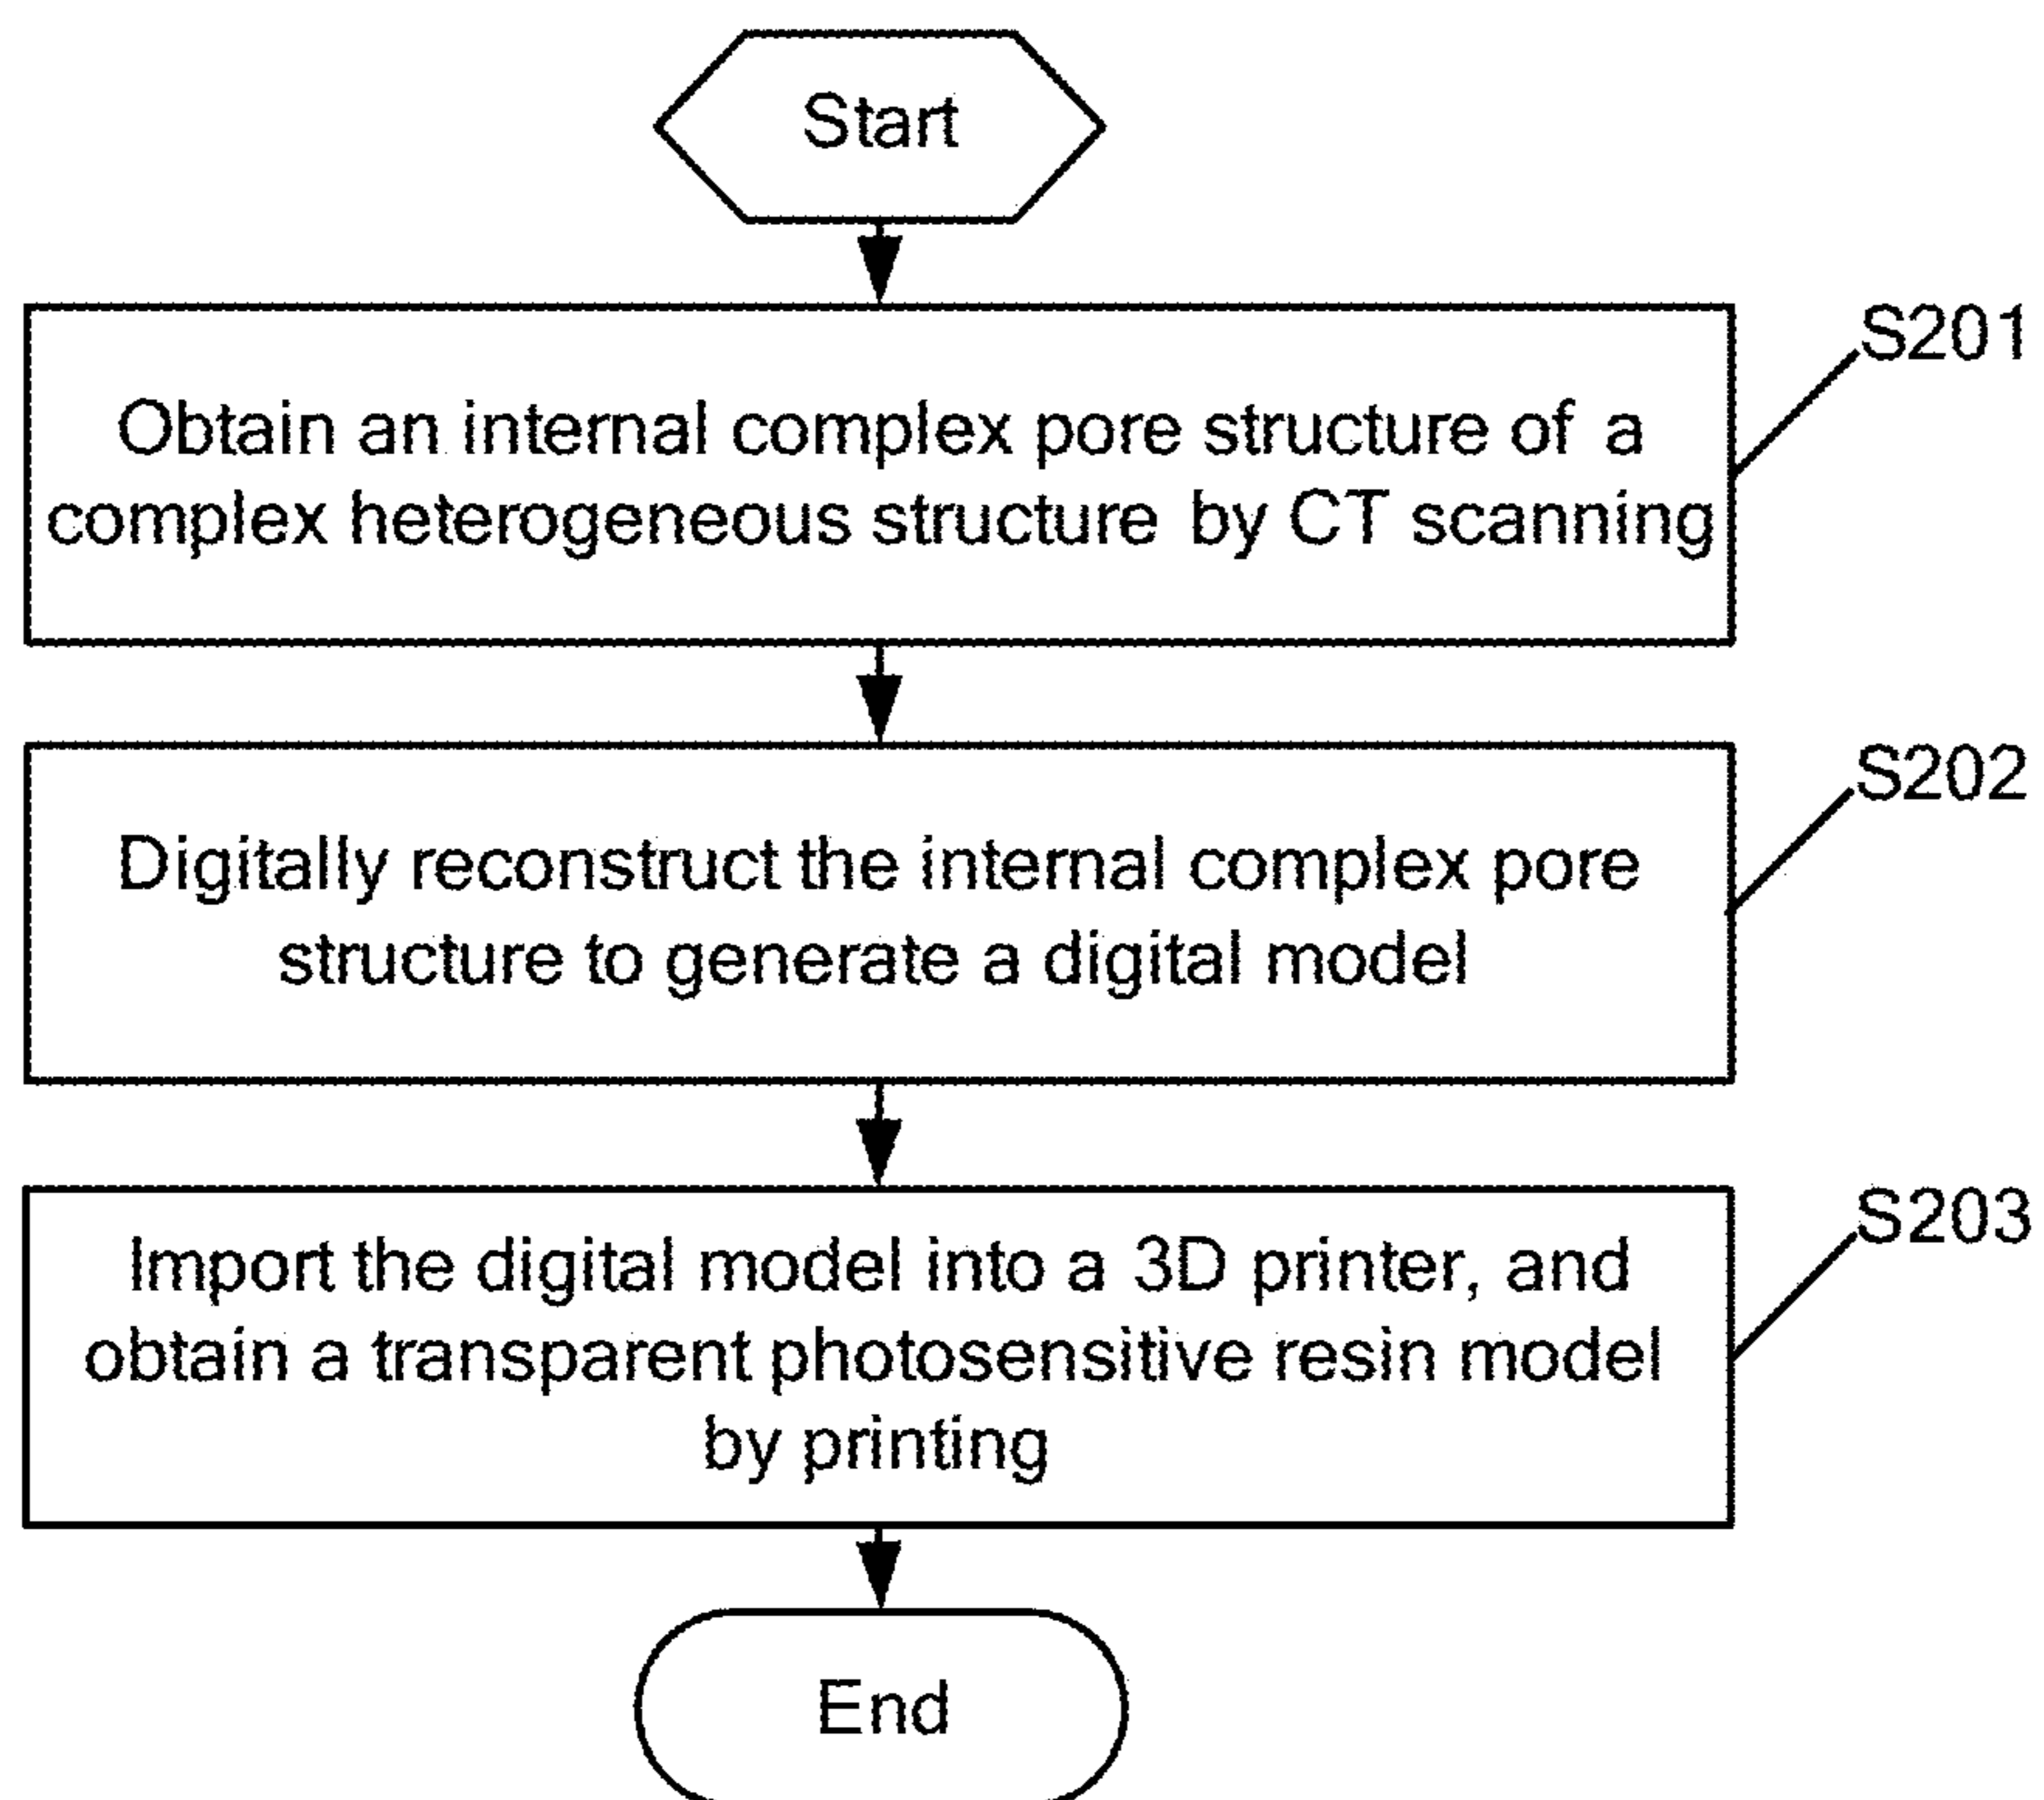 Start
S201
Obtain an internal complex pore structure of a
complex heterogeneous structure by CT scanning
S202
Digitally reconstruct the internal complex pore
structure to generate a digital model
S203
Import the digital model into a 3D printer, and
obtain a transparent photosensitive resin model
by printing
End